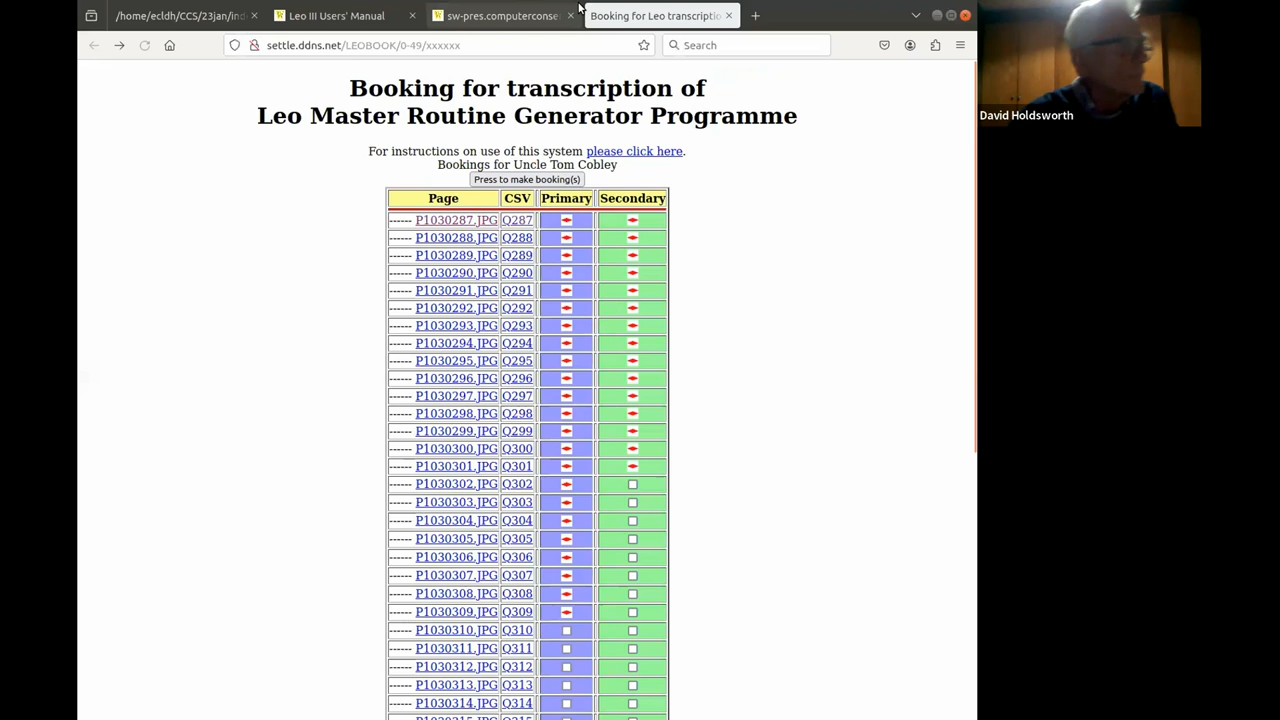 /home/ecldh/CCS/23jan/ind
Leo III Users' Manual
sw-pres.computerconse
Booking for Leo transcriptio
settle.ddns.net/LEOBOOK/0-49/xxxxxx
Search
David Holdsworth
Booking for transcription of
Leo Master Routine Generator Programme
For instructions on use of this system please click here.
Bookings for Uncle Tom Cobley
Press to make booking(s)
Page CSV Primary Secondary
------ P1030287.JPG Q287
------ P1030288.JPG Q288
------ P1030289.JPG Q289
------ P1030290.JPG Q290
------ P1030291.JPG Q291
------ P1030292.JPG Q292
------ P1030293.JPG Q293
------ P1030294.JPG Q294
------ P1030295.JPG Q295
------ P1030296.JPG Q296
------ P1030297.JPG Q297
------ P1030298.JPG Q298
------ P1030299.JPG Q299
------ P1030300.JPG Q300
------ P1030301.JPG Q301
------ P1030302.JPG Q302
------ P1030303.JPG Q303
------ P1030304.JPG Q304
------ P1030305.JPG Q305
------ P1030306.JPG Q306
------ P1030307.JPG Q307
------ P1030308.JPG Q308
------ P1030309.JPG Q309
------ P1030310.JPG Q310
------ P1030311.JPG Q311
------ P1030312.JPG Q312
------ P1030313.JPG Q313
------ P1030314.JPG Q314